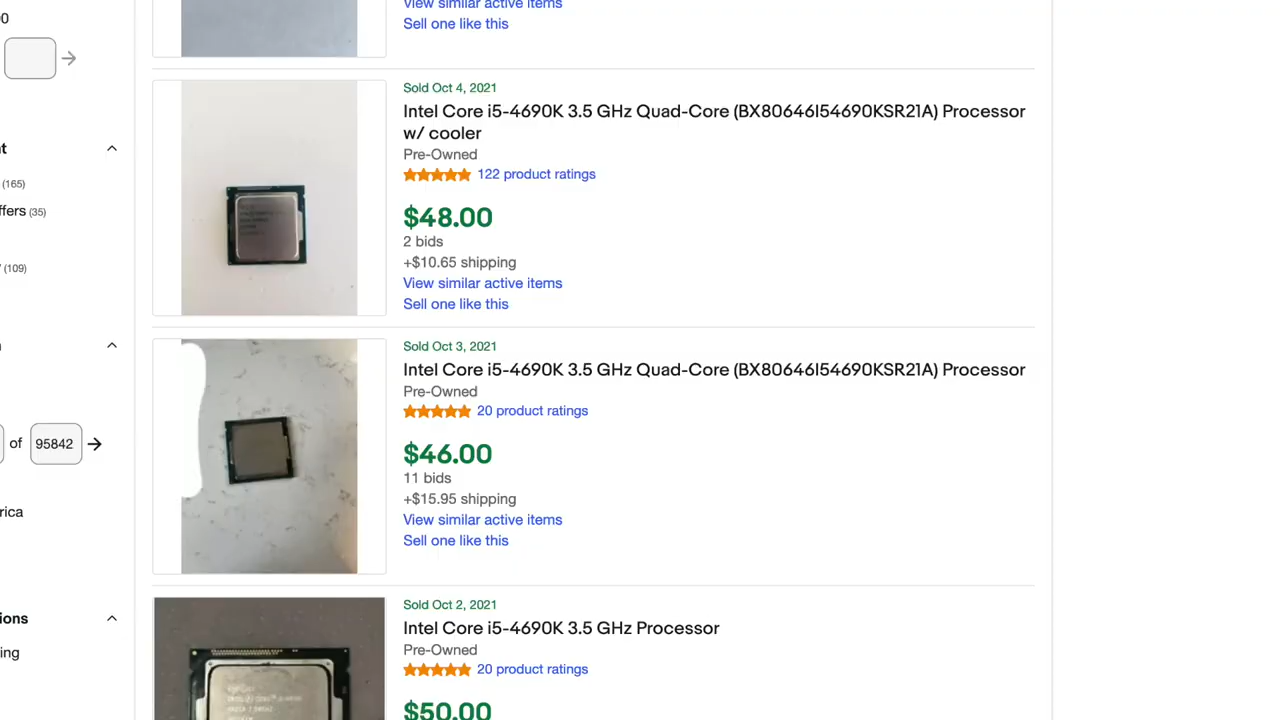 View similar active items
Sell one like this
Sold Oct 4, 2021
Intel Core i5-4690K 3.5 GHz Quad-Core (BX80646I54690KSR21A) Processor
w/ cooler
Pre-Owned
122 product ratings
$48.00
2 bids
+$10.65 shipping
View similar active items
Sell one like this
(165)
ffers (35)
(109)
Sold Oct 3, 2021
Intel Core i5-4690K 3.5 GHz Quad-Core (BX80646I54690KSR21A) Processor
Pre-Owned
20 product ratings
$46.00
11 bids
+$15.95 shipping
View similar active items
Sell one like this
of 95842
rica
Sold Oct 2, 2021
Intel Core i5-4690K 3.5 GHz Processor
Pre-Owned
20 product ratings
$50.00
ions
ing